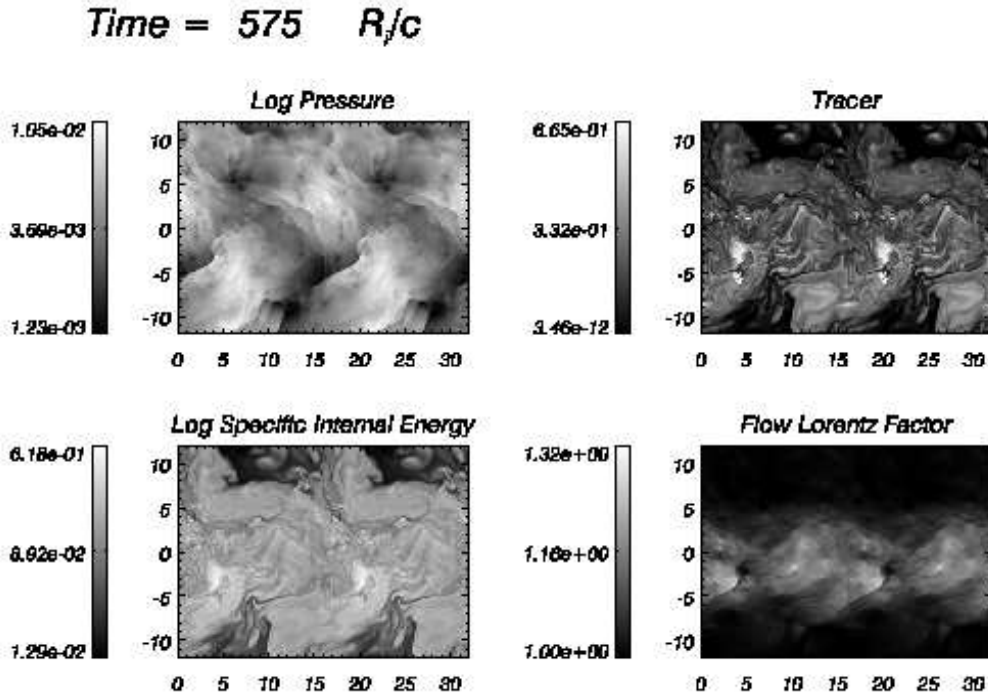 Time = 575 Rj/c
Log Pressure
1.05e-02
3.59e-03
1.23e-03
10
5
0
-5
-10
0 5 10 15 20 25 30
Tracer
6.65e-01
3.32e-01
3.46e-12
10
5
0
-5
-10
0 5 10 15 20 25 30
Log Specific Internal Energy
6.18e-01
8.92e-02
1.29e-02
10
5
0
-5
-10
0 5 10 15 20 25 30
Flow Lorentz Factor
1.32e+00
1.16e+00
1.00e+00
10
5
0
-5
-10
0 5 10 15 20 25 30